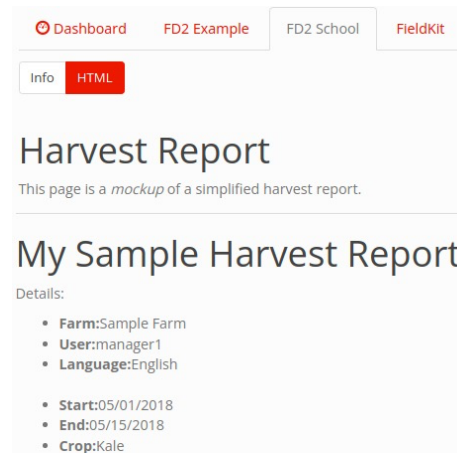 Dashboard FD2 Example FD2 School FieldKit
Info HTML
Harvest Report
This page is a mockup of a simplified harvest report.
My Sample Harvest Report
Details:
• Farm:Sample Farm
• User:manager1
• Language:English
• Start:05/01/2018
• End:05/15/2018
• Crop:Kale